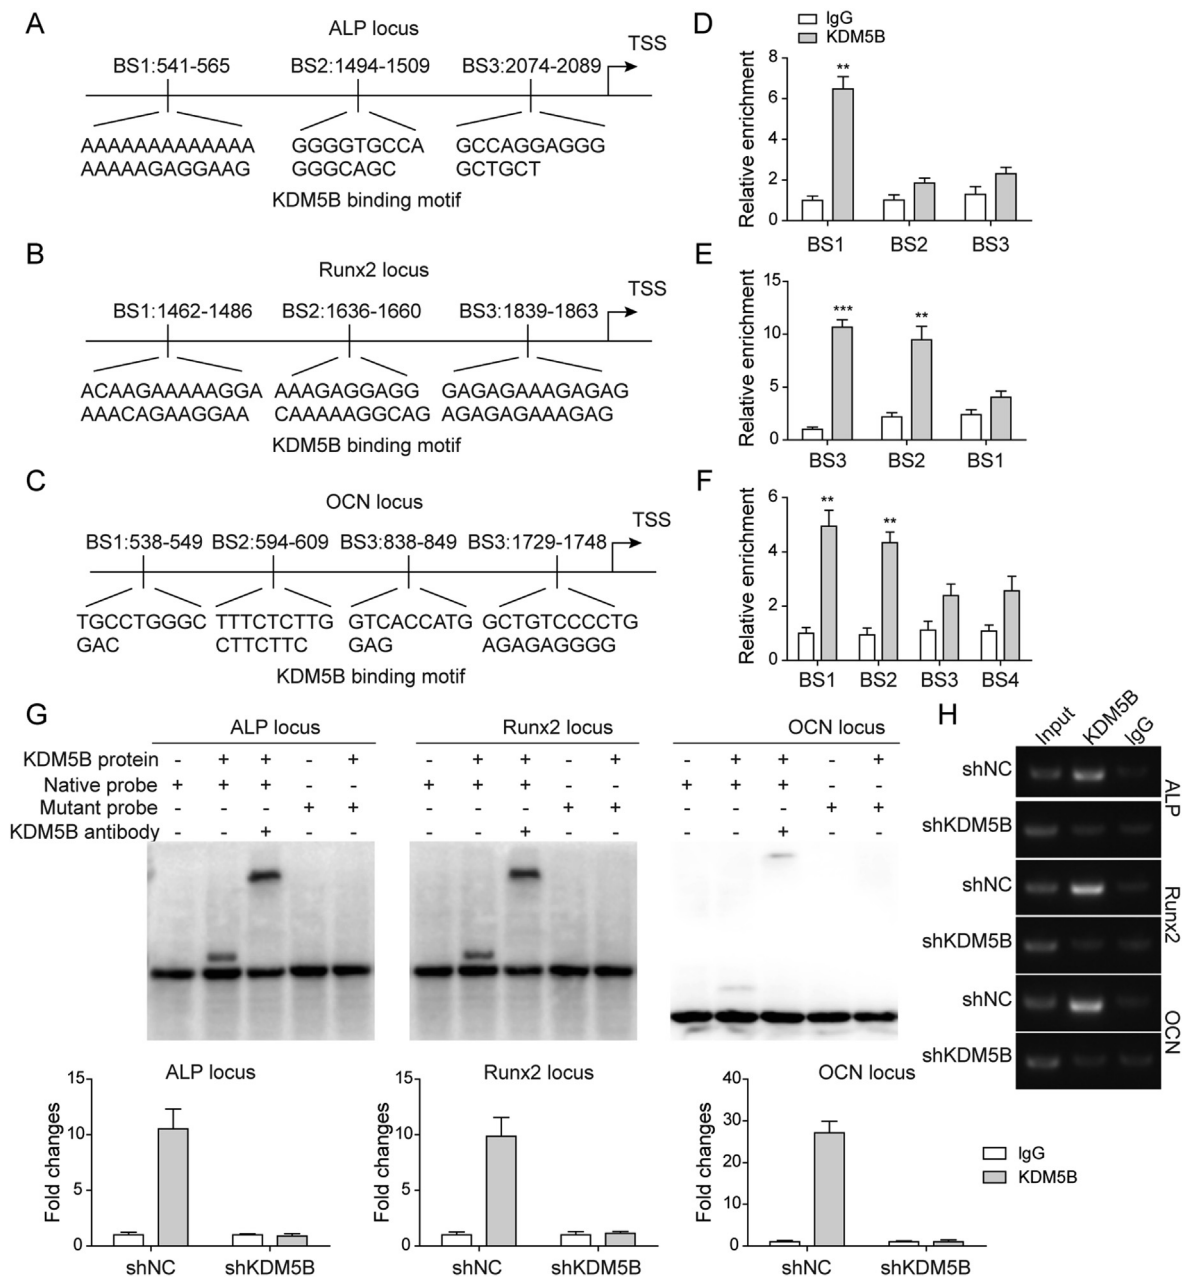 A
ALP locus
BS1:541-565 BS2:1494-1509 BS3:2074-2089 TSS
AAAAAAAAAAAAA GGGGTGCCA GCCAGGAGGG
AAAAAGAGGAAG GGGCAGC GCTGCT
KDM5B binding motif
D
IgG
KDM5B
Relative enrichment
8
6
4
2
0
**
BS1 BS2 BS3
B
Runx2 locus
BS1:1462-1486 BS2:1636-1660 BS3:1839-1863 TSS
ACAAGAAAAAGGA AAAGAGGAGG GAGAGAAAGAGAG
AAACAGAAGGAA CAAAAAGGCAG AGAGAGAAAGAG
KDM5B binding motif
E
Relative enrichment
15
10
5
0
*** **
BS3 BS2 BS1
C
OCN locus
BS1:538-549 BS2:594-609 BS3:838-849 BS3:1729-1748 TSS
TGCCTGGGC TTTCTCTTG GTCACCATG GCTGTCCCCTG
GAC CTTCTTC GAG AGAGAGGGG
KDM5B binding motif
F
Relative enrichment
6
4
2
0
** **
BS1 BS2 BS3 BS4
G
ALP locus Runx2 locus OCN locus
KDM5B protein - + + - + - + + - + - + + - +
Native probe + + + - - + + + - - + + + - -
Mutant probe - - - + + - - - + + - - - + +
KDM5B antibody - - + - - - - + - - - - + - -
H
Input KDM5B IgG
shNC
shKDM5B
ALP
shNC
shKDM5B
Runx2
shNC
shKDM5B
OCN
ALP locus
Fold changes
15
10
5
0
shNC shKDM5B
Runx2 locus
Fold changes
15
10
5
0
shNC shKDM5B
OCN locus
Fold changes
40
30
20
10
0
shNC shKDM5B
IgG
KDM5B